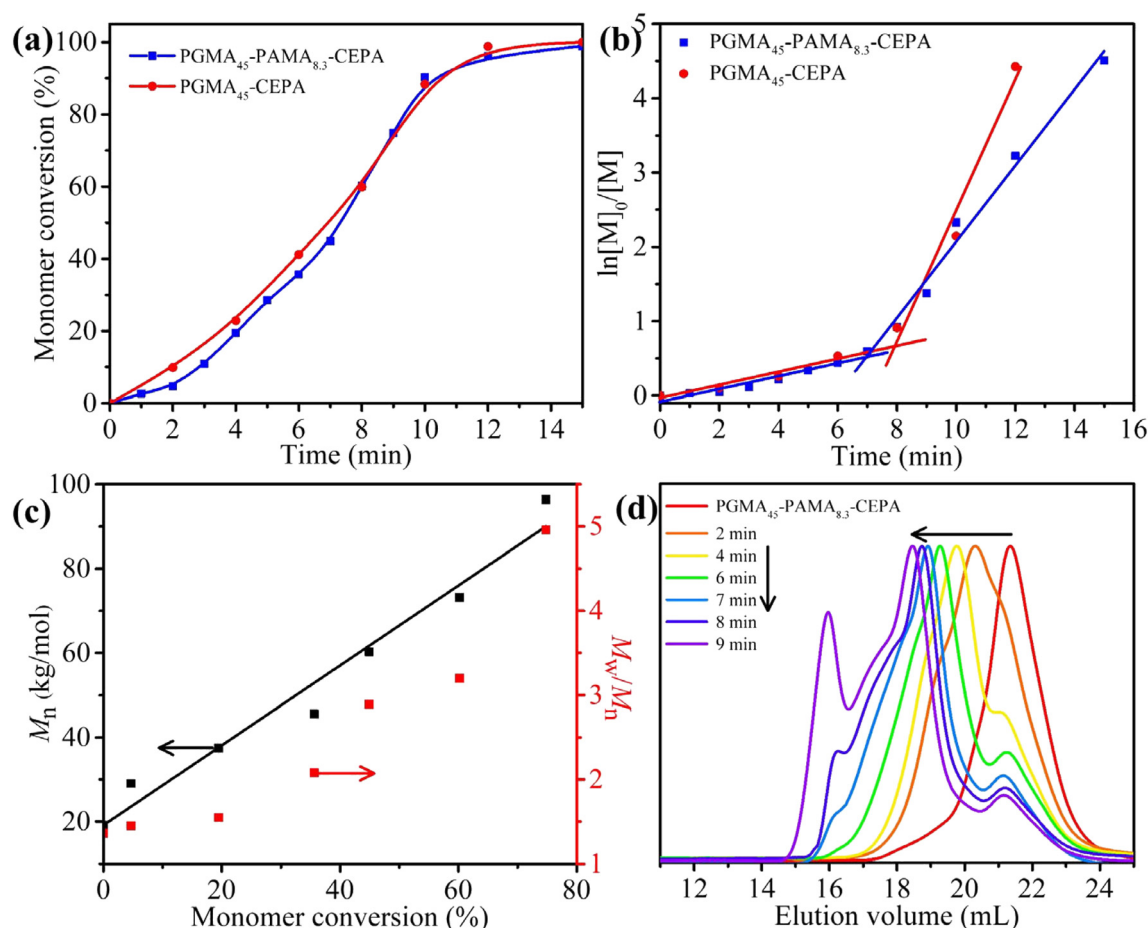 (a)
PGMA45-PAMA8.3-CEPA
PGMA45-CEPA
Monomer conversion (%)
100
80
60
40
20
0
0 2 4 6 8 10 12 14
Time (min)
(b)
PGMA45-PAMA8.3-CEPA
PGMA45-CEPA
ln[M]0/[M]
5
4
3
2
1
0
0 2 4 6 8 10 12 14 16
Time (min)
(c)
Mn (kg/mol)
100
80
60
40
20
Mw/Mn
5
4
3
2
1
0 20 40 60 80
Monomer conversion (%)
(d)
PGMA45-PAMA8.3-CEPA
2 min
4 min
6 min
7 min
8 min
9 min
12 14 16 18 20 22 24
Elution volume (mL)